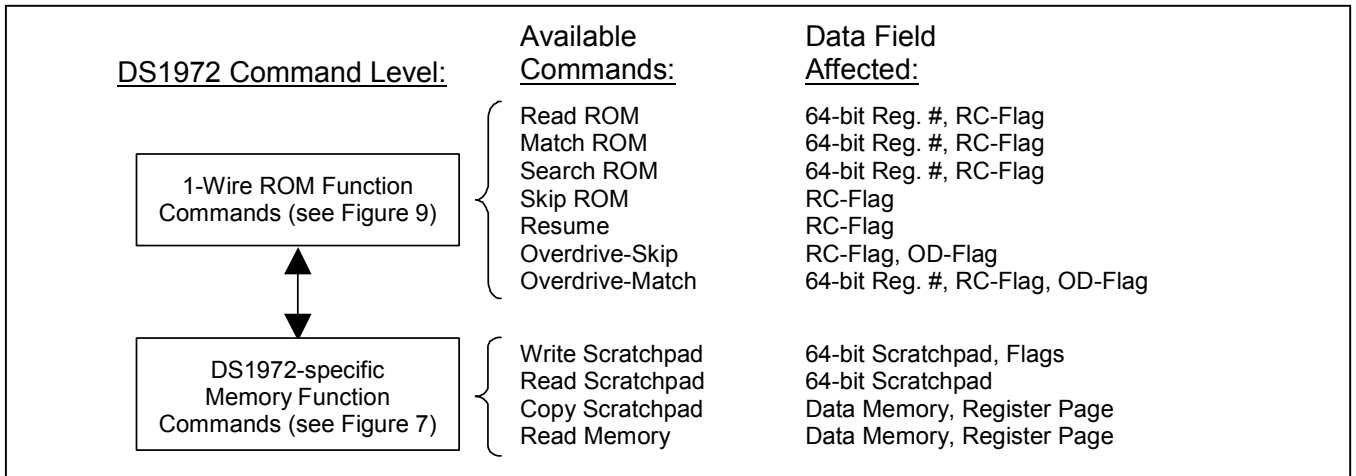 DS1972 Command Level:
Available
Commands:
Data Field
Affected:
1-Wire ROM Function
Commands (see Figure 9)
Read ROM 64-bit Reg. #, RC-Flag
Match ROM 64-bit Reg. #, RC-Flag
Search ROM 64-bit Reg. #, RC-Flag
Skip ROM RC-Flag
Resume RC-Flag
Overdrive-Skip RC-Flag, OD-Flag
Overdrive-Match 64-bit Reg. #, RC-Flag, OD-Flag
DS1972-specific
Memory Function
Commands (see Figure 7)
Write Scratchpad 64-bit Scratchpad, Flags
Read Scratchpad 64-bit Scratchpad
Copy Scratchpad Data Memory, Register Page
Read Memory Data Memory, Register Page